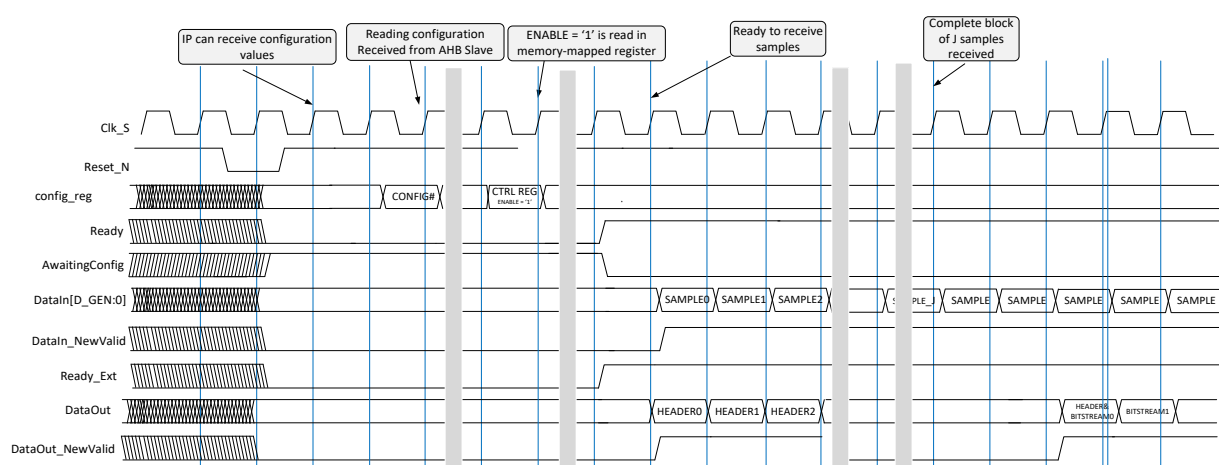 IP can receive configuration
values
Reading configuration
Received from AHB Slave
ENABLE = ‘1’ is read in
memory-mapped register
Ready to receive
samples
Complete block
of J samples
received
Clk_S
Reset_N
config_reg
CONFIG#
CTRL REG
ENABLE = ‘1’
Ready
AwaitingConfig
DataIn[D_GEN:0]
SAMPLE0
SAMPLE1
SAMPLE2
SAMPLE
SAMPLE
SAMPLE
SAMPLE
SAMPLE
DataIn_NewValid
Ready_Ext
DataOut
HEADER0
HEADER1
HEADER2
HEADER&
BITSTREAM0
BITSTREAM1
DataOut_NewValid